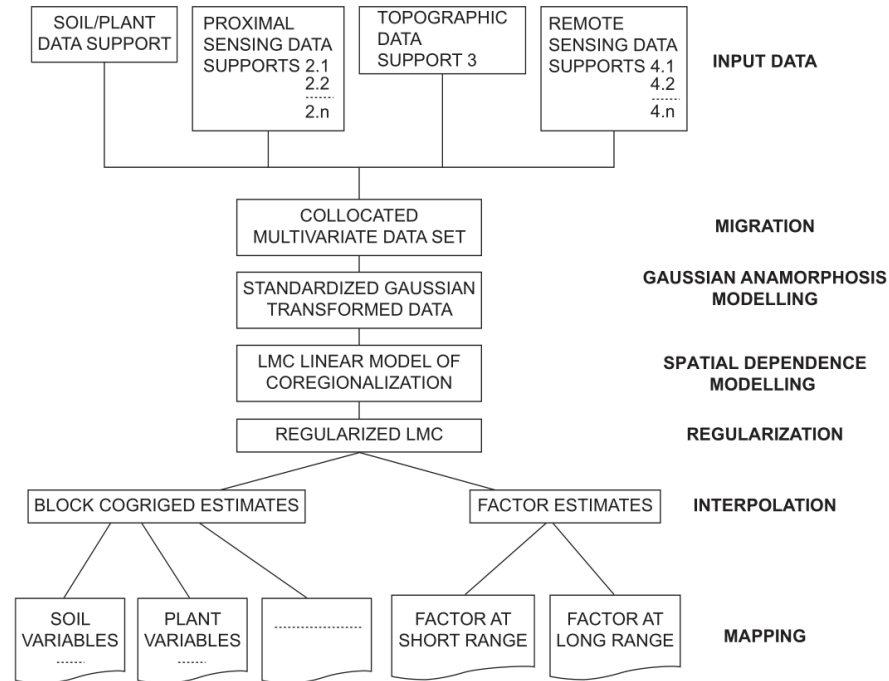 SOIL/PLANT
DATA SUPPORT
PROXIMAL
SENSING DATA
SUPPORTS 2.1
2.2
-----
2.n
TOPOGRAPHIC
DATA
SUPPORT 3
REMOTE
SENSING DATA
SUPPORTS 4.1
4.2
-----
4.n
INPUT DATA
COLLOCATED
MULTIVARIATE DATA SET
MIGRATION
STANDARDIZED GAUSSIAN
TRANSFORMED DATA
GAUSSIAN ANAMORPHOSIS
MODELLING
LMC LINEAR MODEL OF
COREGIONALIZATION
SPATIAL DEPENDENCE
MODELLING
REGULARIZED LMC
REGULARIZATION
BLOCK COGRIGED ESTIMATES
FACTOR ESTIMATES
INTERPOLATION
SOIL
VARIABLES
-----
PLANT
VARIABLES
-----
-----------------
FACTOR AT
SHORT RANGE
FACTOR AT
LONG RANGE
MAPPING